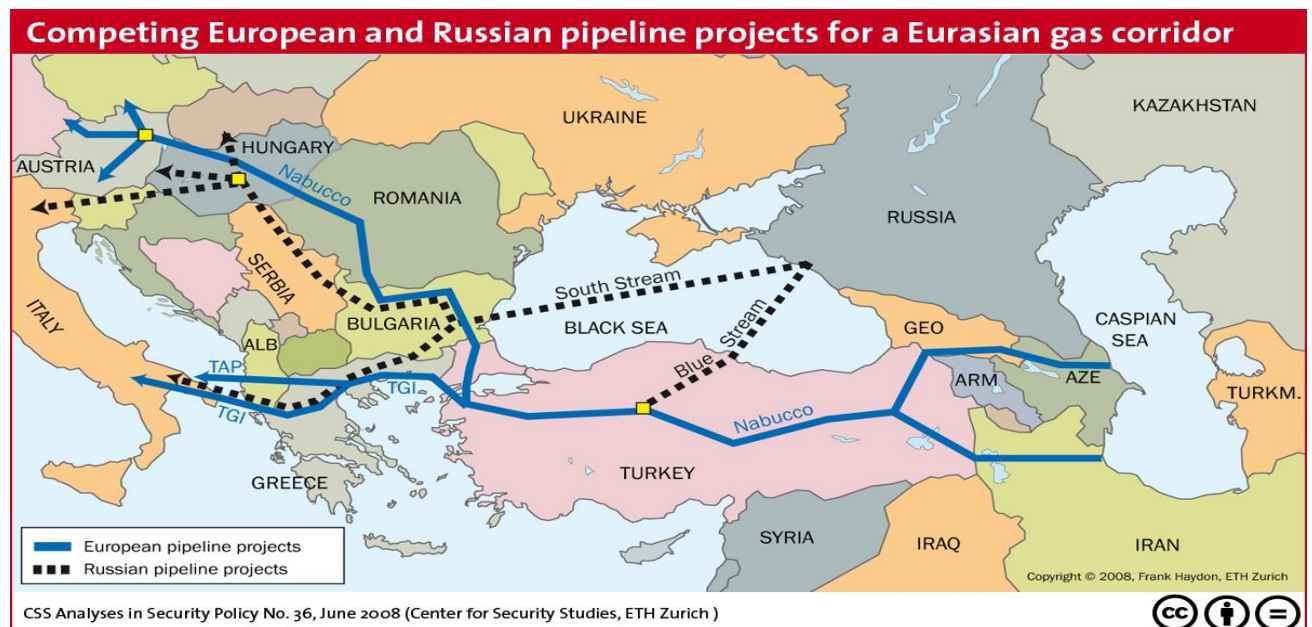 Competing European and Russian pipeline projects for a Eurasian gas corridor
KAZAKHSTAN
UKRAINE
HUNGARY
AUSTRIA
Nabucco
ROMANIA
RUSSIA
SERBIA
South Stream
ITALY
BULGARIA
BLACK SEA
Blue Stream
GEO
CASPIAN
SEA
ALB
TAP
ARM
AZE
TGI
TGI
TURKM.
Nabucco
TURKEY
GREECE
SYRIA
IRAQ
IRAN
European pipeline projects
Russian pipeline projects
Copyright © 2008, Frank Haydon, ETH Zurich
CSS Analyses in Security Policy No. 36, June 2008 (Center for Security Studies, ETH Zurich )
cc